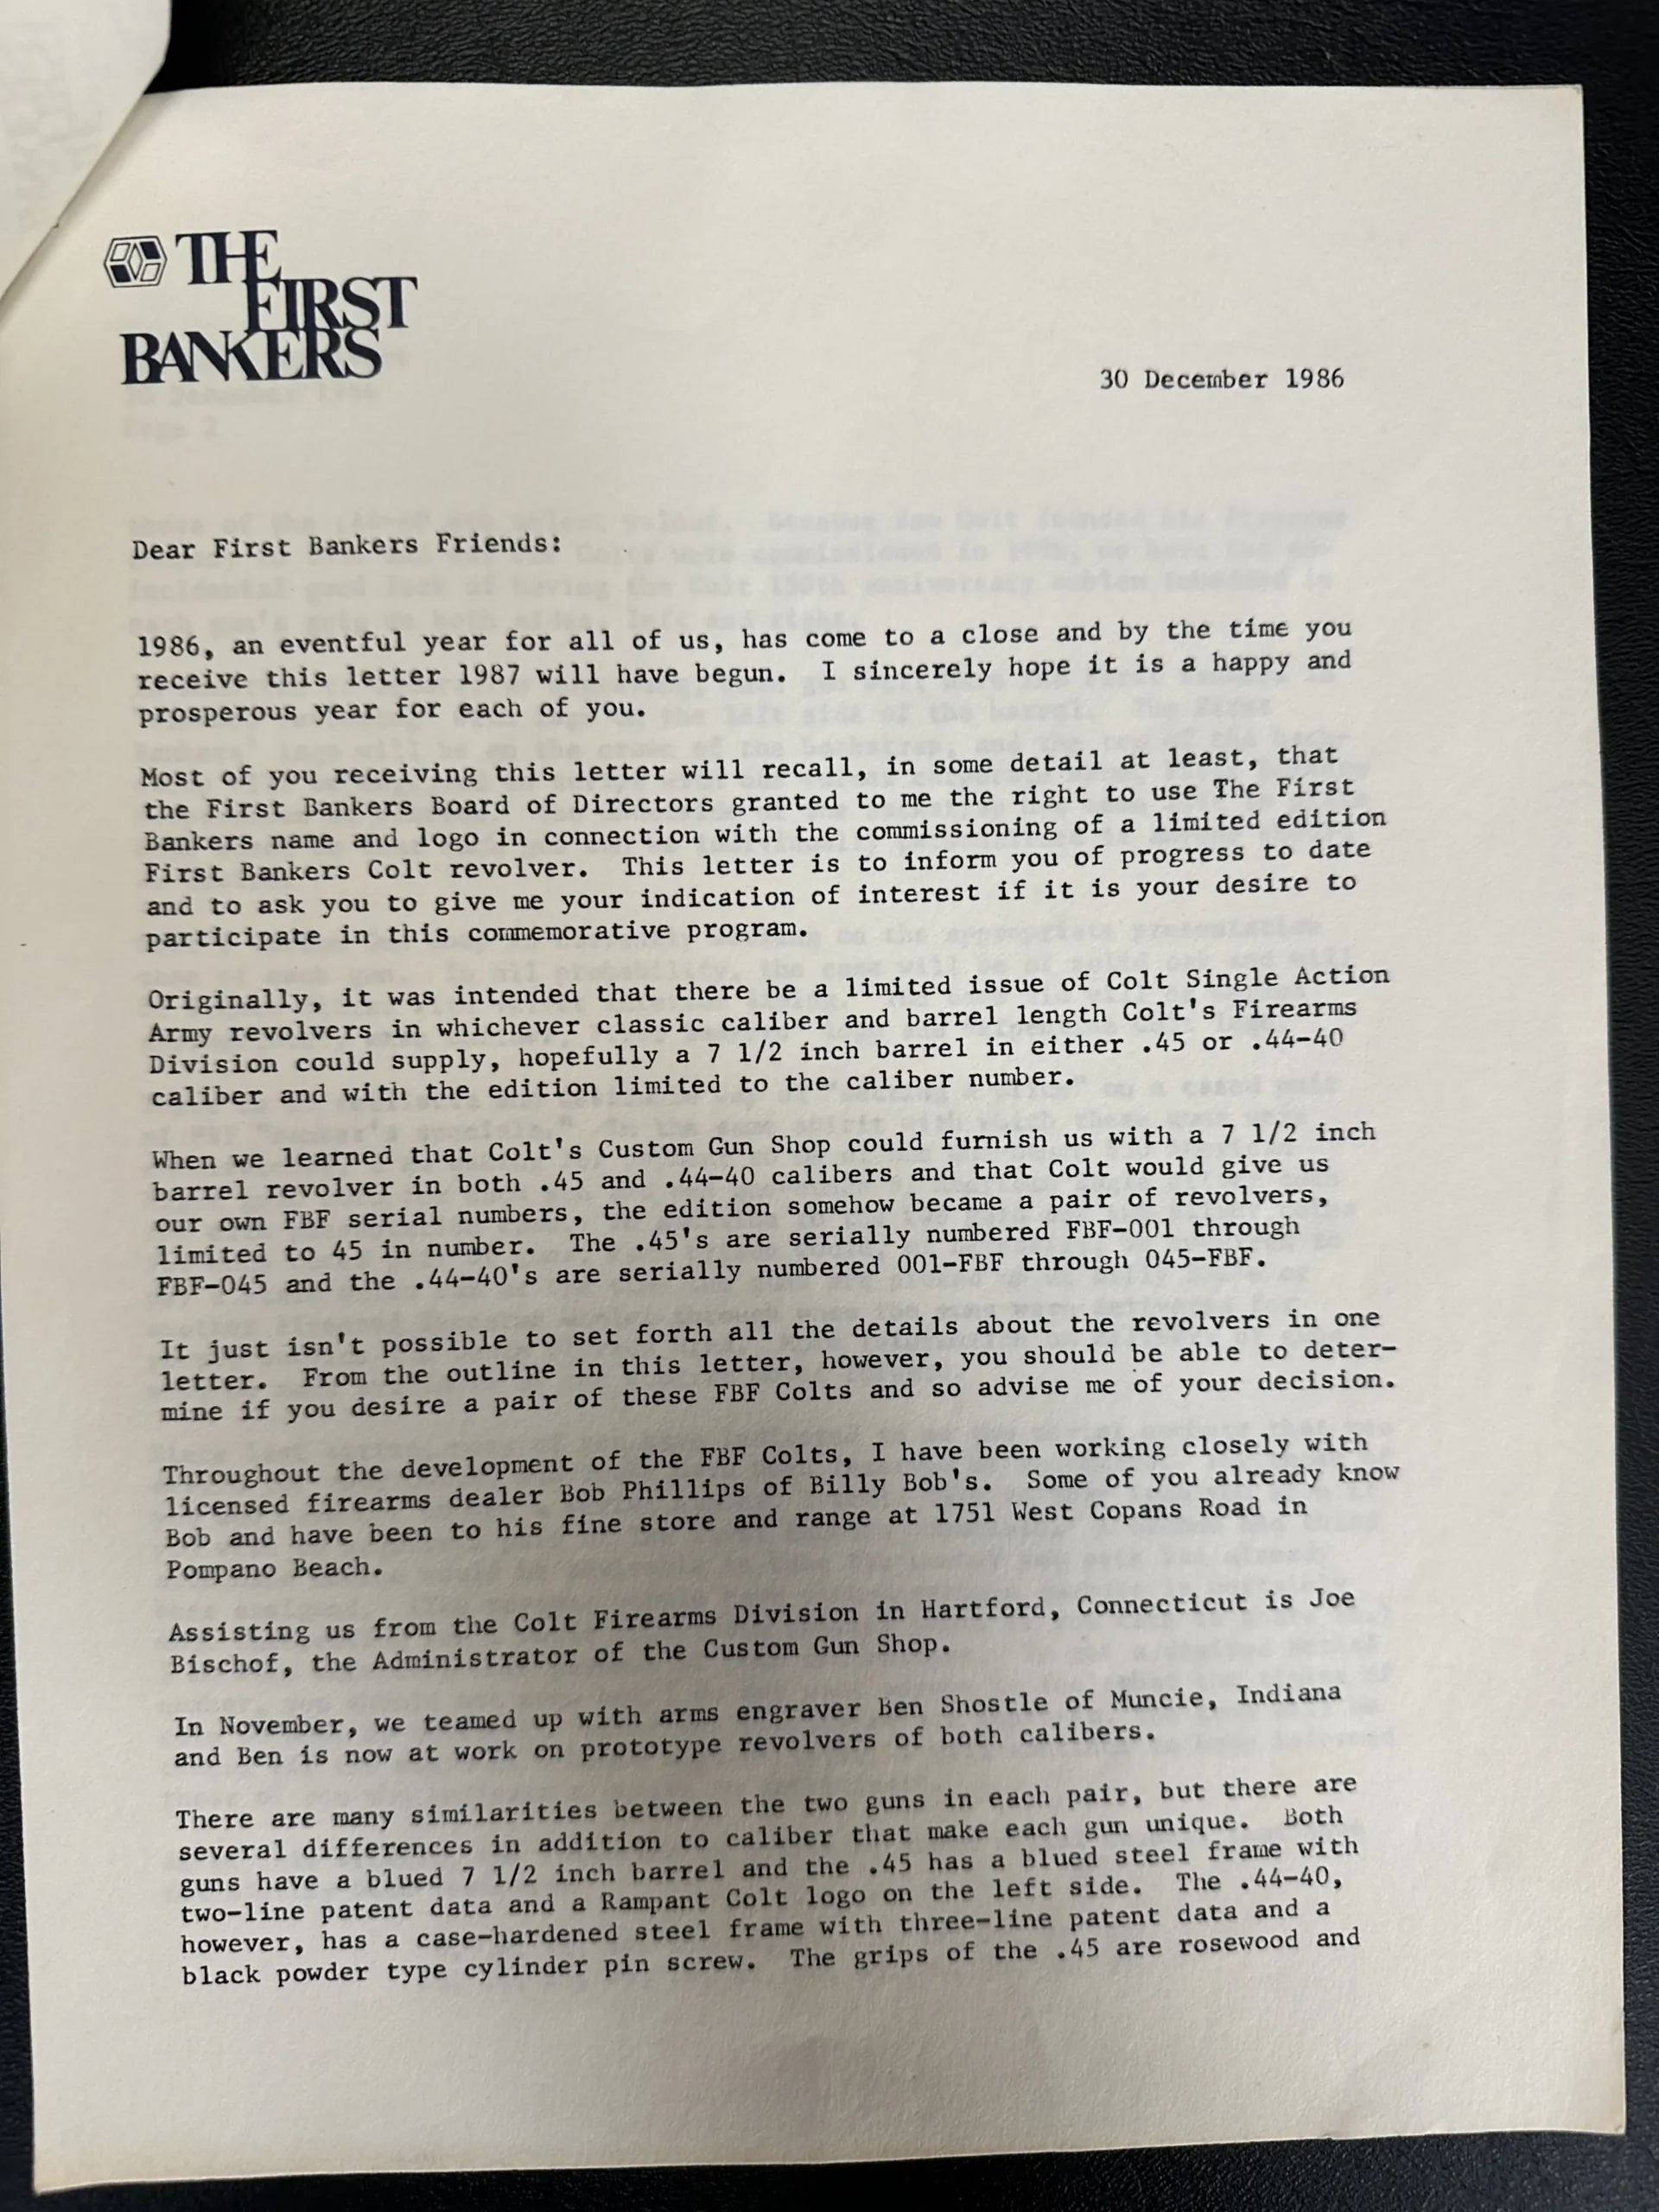 THE
FIRST
BANKERS
30 December 1986
Page 2
Dear First Bankers Friends:
1986, an eventful year for all of us, has come to a close and by the time you
receive this letter 1987 will have begun.  I sincerely hope it is a happy and
prosperous year for each of you.
Most of you receiving this letter will recall, in some detail at least, that
the First Bankers Board of Directors granted to me the right to use The First
Bankers name and logo in connection with the commissioning of a limited edition
First Bankers Colt revolver.  This letter is to inform you of progress to date
and to ask you to give me your indication of interest if it is your desire to
participate in this commemorative program.
Originally, it was intended that there be a limited issue of Colt Single Action
Army revolvers in whichever classic caliber and barrel length Colt's Firearms
Division could supply, hopefully a 7 1/2 inch barrel in either .45 or .44-40
caliber and with the edition limited to the caliber number.
When we learned that Colt's Custom Gun Shop could furnish us with a 7 1/2 inch
barrel revolver in both .45 and .44-40 calibers and that Colt would give us
our own FBF serial numbers, the edition somehow became a pair of revolvers,
limited to 45 in number.  The .45's are serially numbered FBF-001 through
FBF-045 and the .44-40's are serially numbered 001-FBF through 045-FBF.
It just isn't possible to set forth all the details about the revolvers in one
letter.  From the outline in this letter, however, you should be able to deter-
mine if you desire a pair of these FBF Colts and so advise me of your decision.
Throughout the development of the FBF Colts, I have been working closely with
licensed firearms dealer Bob Phillips of Billy Bob's.  Some of you already know
Bob and have been to his fine store and range at 1751 West Copans Road in
Pompano Beach.
Assisting us from the Colt Firearms Division in Hartford, Connecticut is Joe
Bischof, the Administrator of the Custom Gun Shop.
In November, we teamed up with arms engraver Ben Shostle of Muncie, Indiana
and Ben is now at work on prototype revolvers of both calibers.
There are many similarities between the two guns in each pair, but there are
several differences in addition to caliber that make each gun unique.  Both
guns have a blued 7 1/2 inch barrel and the .45 has a blued steel frame with
two-line patent data and a Rampant Colt logo on the left side.  The .44-40,
however, has a case-hardened steel frame with three-line patent data and a
black powder type cylinder pin screw.  The grips of the .45 are rosewood and